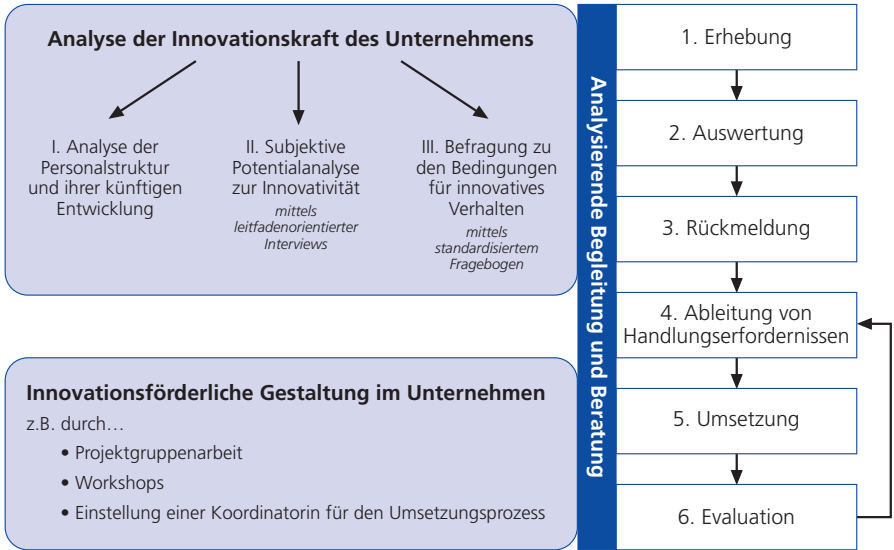 Analyse der Innovationskraft des Unternehmens
I. Analyse der
Personalstruktur
und ihrer künftigen
Entwicklung
II. Subjektive
Potentialanalyse
zur Innovativität
mittels
leitfadenorientierter
Interviews
III. Befragung zu
den Bedingungen
für innovatives
Verhalten
mittels
standardisiertem
Fragebogen
Innovationsförderliche Gestaltung im Unternehmen
z.B. durch…
• Projektgruppenarbeit
• Workshops
• Einstellung einer Koordinatorin für den Umsetzungsprozess
Analysierende Begleitung und Beratung
1. Erhebung
2. Auswertung
3. Rückmeldung
4. Ableitung von
Handlungserfordernissen
5. Umsetzung
6. Evaluation